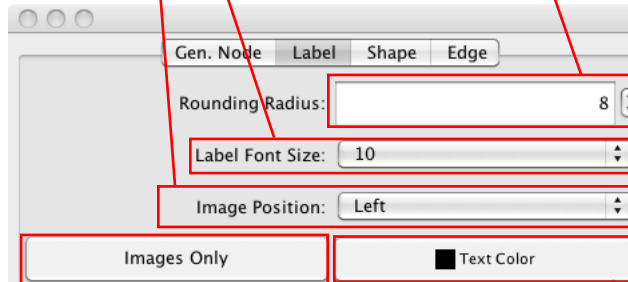 Gen. Node Label Shape Edge
Rounding Radius: 8
Label Font Size: 10
Image Position: Left
Images Only Text Color